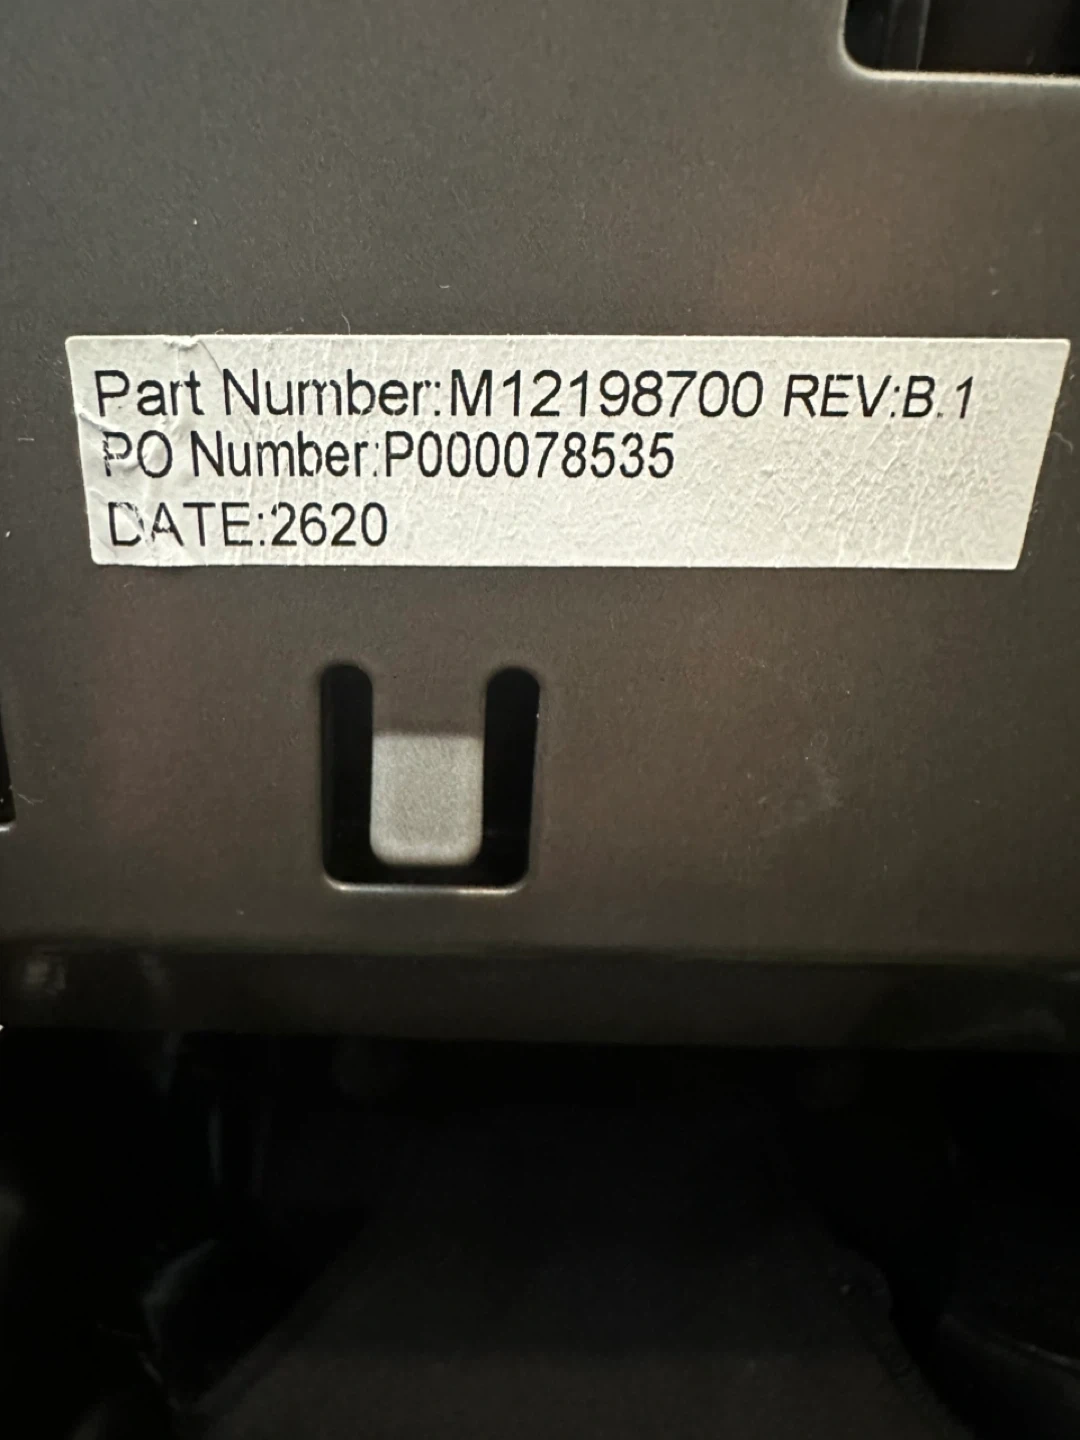 Part Number:M12198700 REV:B.1
PO Number:P000078535
DATE:2620